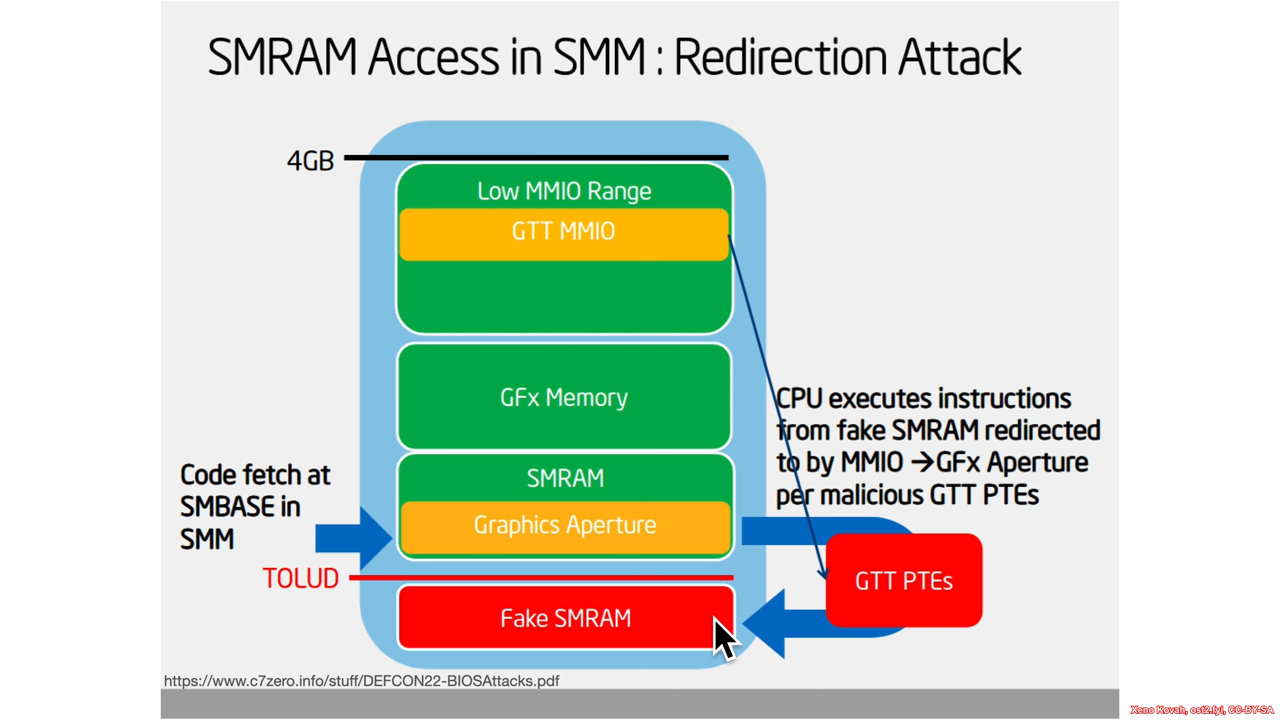 SMRAM Access in SMM : Redirection Attack
4GB
Low MMIO Range
GTT MMIO
GFx Memory
CPU executes instructions
from fake SMRAM redirected
to by MMIO →GFx Aperture
per malicious GTT PTEs
Code fetch at
SMBASE in
SMM
SMRAM
Graphics Aperture
TOLUD
GTT PTEs
Fake SMRAM
https://www.c7zero.info/stuff/DEFCON22-BIOSAttacks.pdf
Xeno Kovah, ost2.fyi, CC-BY-SA